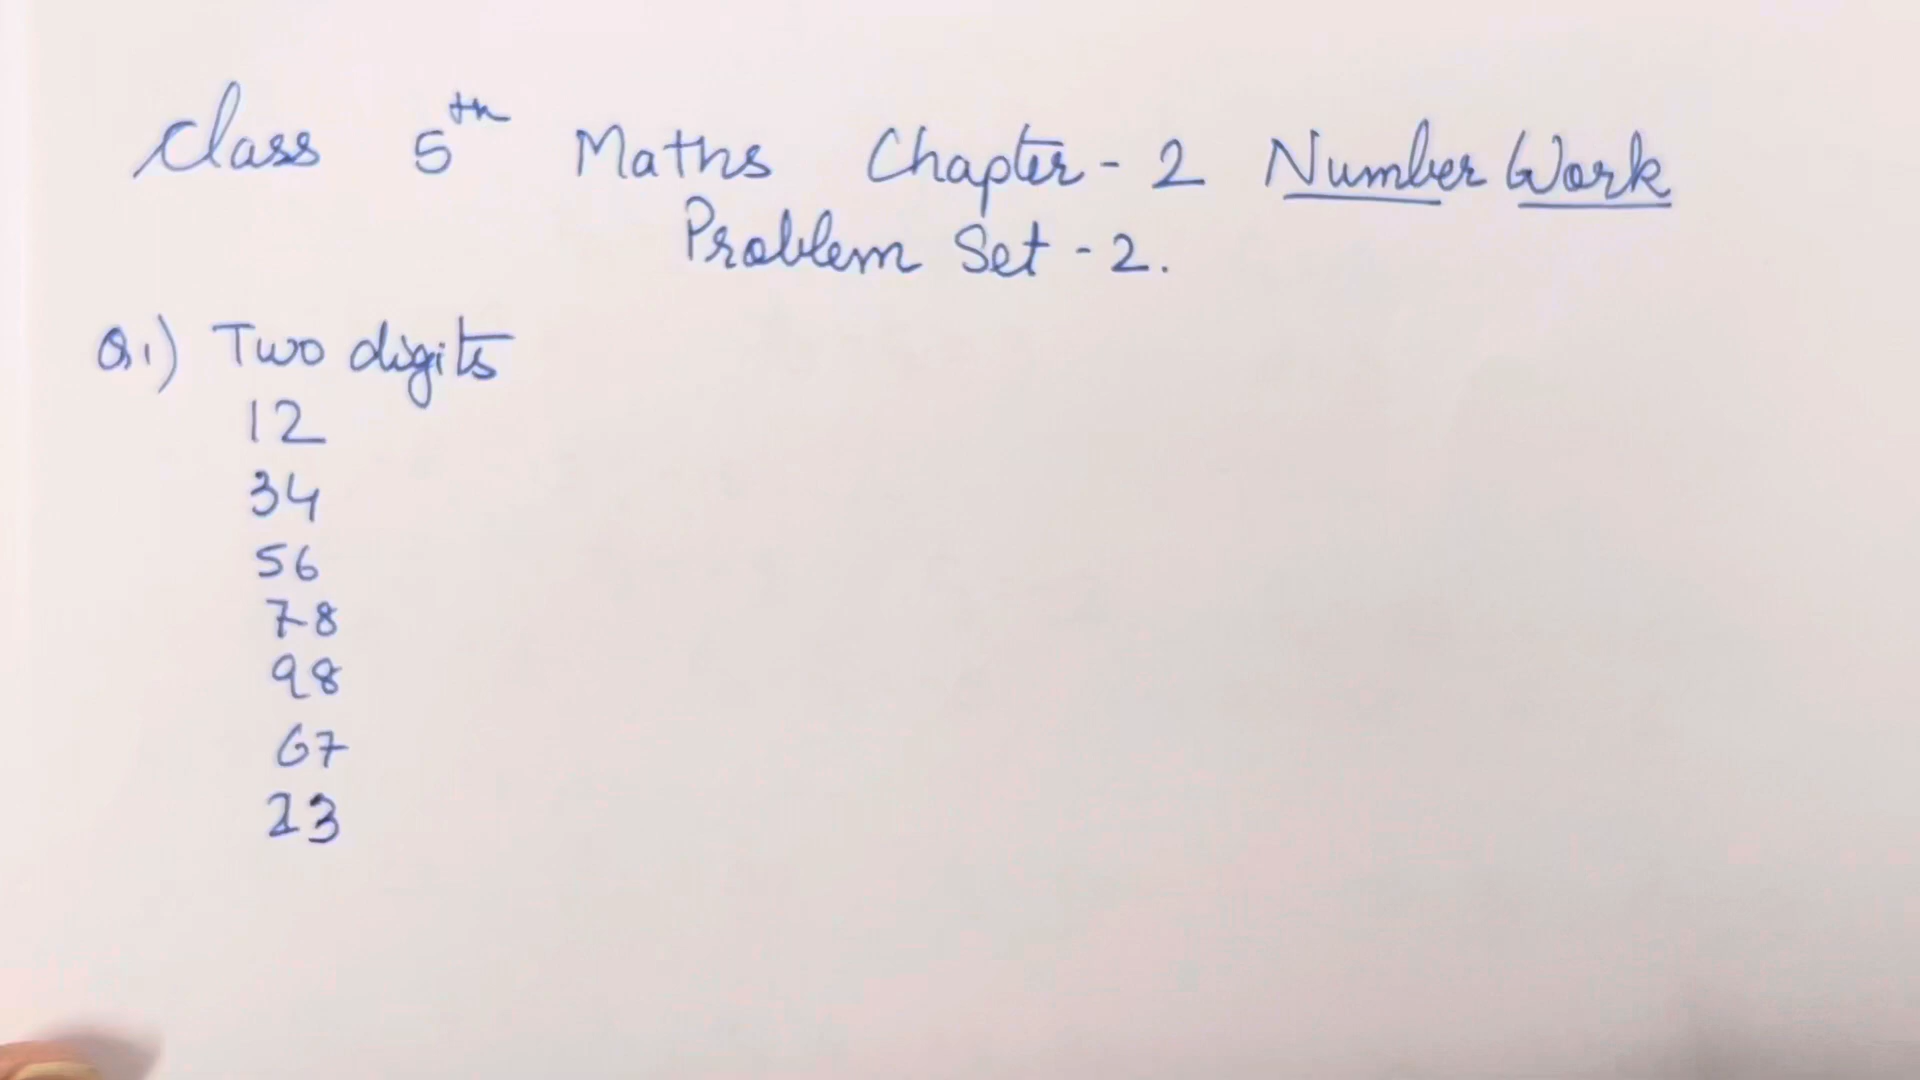 Class 5th Maths Chapter - 2 Number Work
Problem Set - 2.
Q.1) Two digits
12
34
56
78
98
67
23